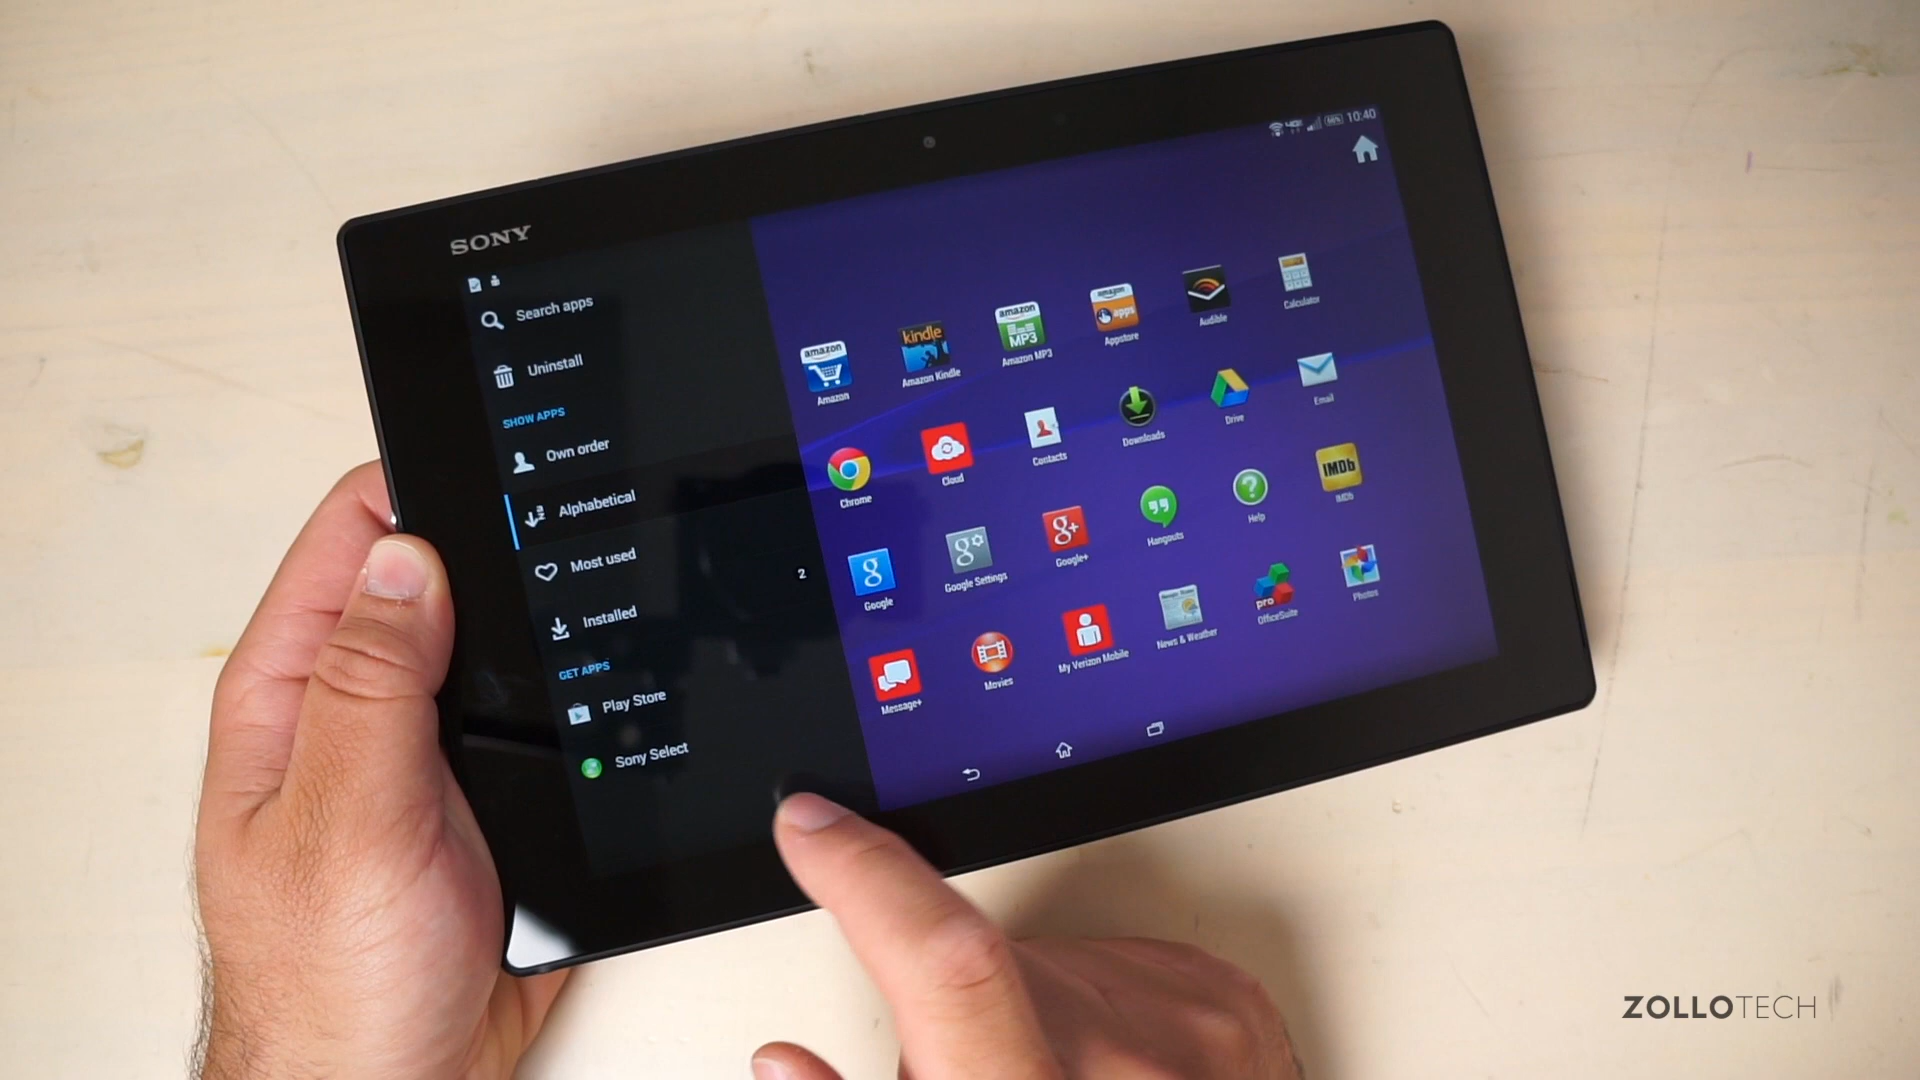 SONY
10:40
Search apps
Uninstall
SHOW APPS
Own order
Alphabetical
Most used
Installed
2
GET APPS
Play Store
Sony Select
amazon
Amazon
kindle
Amazon Kindle
amazon
MP3
Amazon MP3
amazon
apps
Appstore
Audible
Calculator
Chrome
Cloud
Contacts
Downloads
Drive
Email
g
Google
g
Google Settings
g+
Google+
Hangouts
?
Help
IMDb
IMDb
Message+
Movies
My Verizon Mobile
News & Weather
pro
OfficeSuite
Photos
ZOLLOTECH